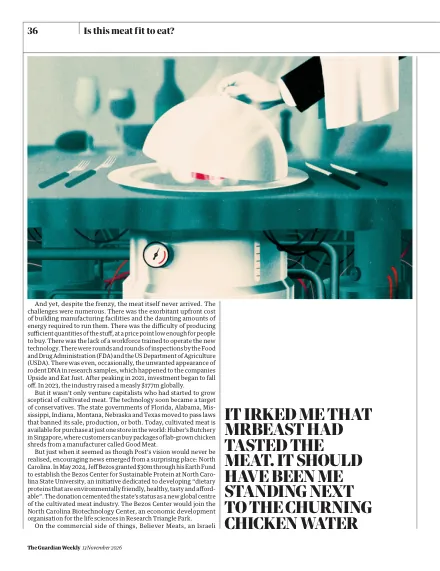 36
Is this meat fit to eat?
And yet, despite the frenzy, the meat itself never arrived. The
challenges were numerous. There was the exorbitant upfront cost
of building manufacturing facilities and the daunting amounts of
energy required to run them. There was the difficulty of producing
sufficient quantities of the stuff, at a price point low enough for people
to buy. There was the lack of a workforce trained to operate the new
technology. There were rounds and rounds of inspections by the Food
and Drug Administration (FDA) and the US Department of Agriculture
(USDA). There was even, occasionally, the unwanted appearance of
rodent DNA in research samples, which happened to the companies
Upside and Eat Just. After peaking in 2021, investment began to fall
off. In 2023, the industry raised a measly $177m globally.
But it wasn't only venture capitalists who had started to grow
sceptical of cultivated meat. The technology soon became a target
of conservatives. The state governments of Florida, Alabama, Mis-
sissippi, Indiana, Montana, Nebraska and Texas moved to pass laws
that banned its sale, production, or both. Today, cultivated meat is
available for purchase at just one store in the world: Huber's Butchery
in Singapore, where customers can buy packages of lab-grown chicken
shreds from a manufacturer called Good Meat.
But just when it seemed as though Post's vision would never be
realised, encouraging news emerged from a surprising place: North
Carolina. In May 2024, Jeff Bezos granted $30m through his Earth Fund
to establish the Bezos Center for Sustainable Protein at North Caro-
lina State University, an initiative dedicated to developing "dietary
proteins that are environmentally friendly, healthy, tasty and afford-
able". The donation cemented the state's status as a new global centre
of the cultivated meat industry. The Bezos Center would join the
North Carolina Biotechnology Center, an economic development
organisation for the life sciences in Research Triangle Park.
On the commercial side of things, Believer Meats, an Israeli
IT IRKED ME THAT
MRBEAST HAD
TASTED THE
MEAT. IT SHOULD
HAVE BEEN ME
STANDING NEXT
TO THE CHURNING
CHICKEN WATER
The Guardian Weekly